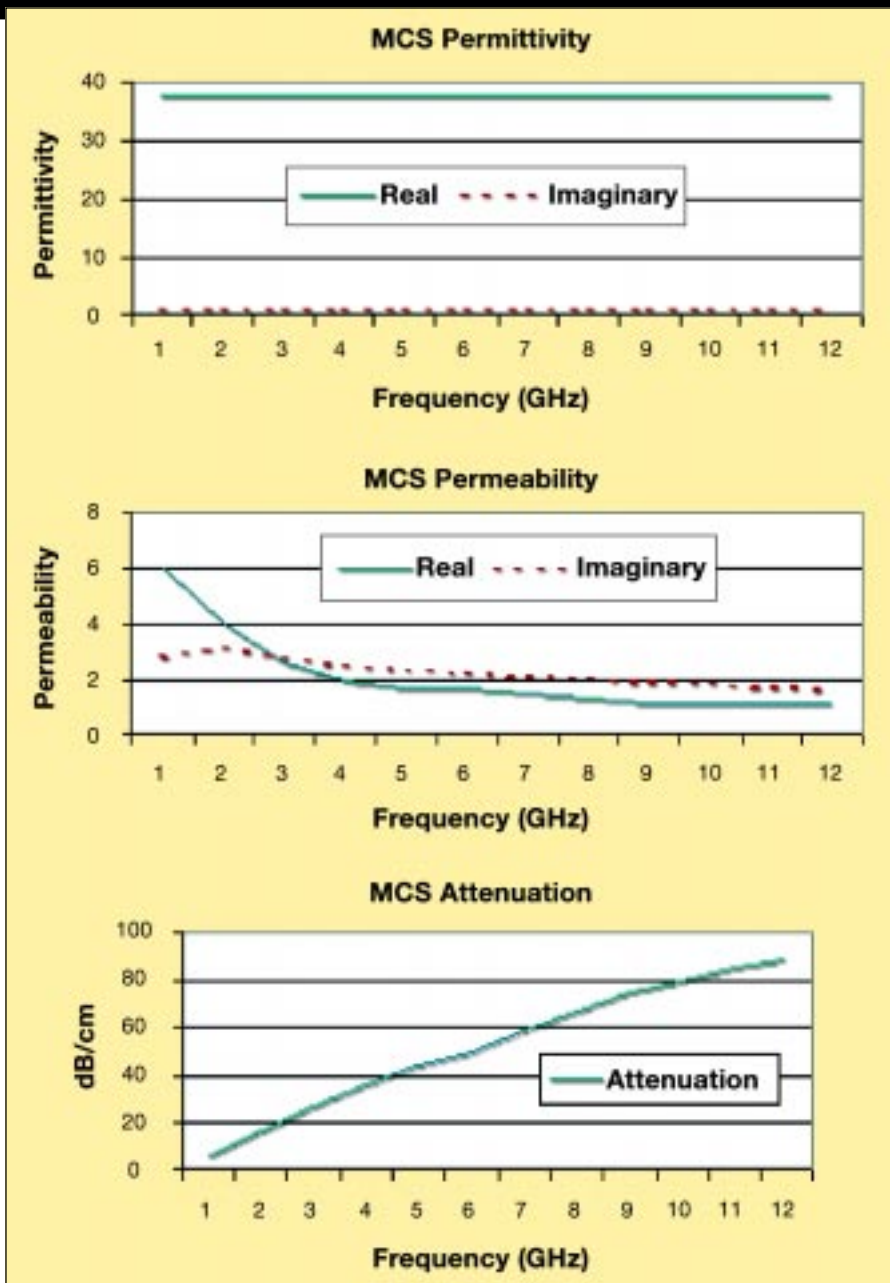 MCS Permittivity
40
30
20
10
0
Permittivity
Real Imaginary
1 2 3 4 5 6 7 8 9 10 11 12
Frequency (GHz)
MCS Permeability
8
6
4
2
0
Permeability
Real Imaginary
1 2 3 4 5 6 7 8 9 10 11 12
Frequency (GHz)
MCS Attenuation
100
80
60
40
20
0
dB/cm
Attenuation
1 2 3 4 5 6 7 8 9 10 11 12
Frequency (GHz)